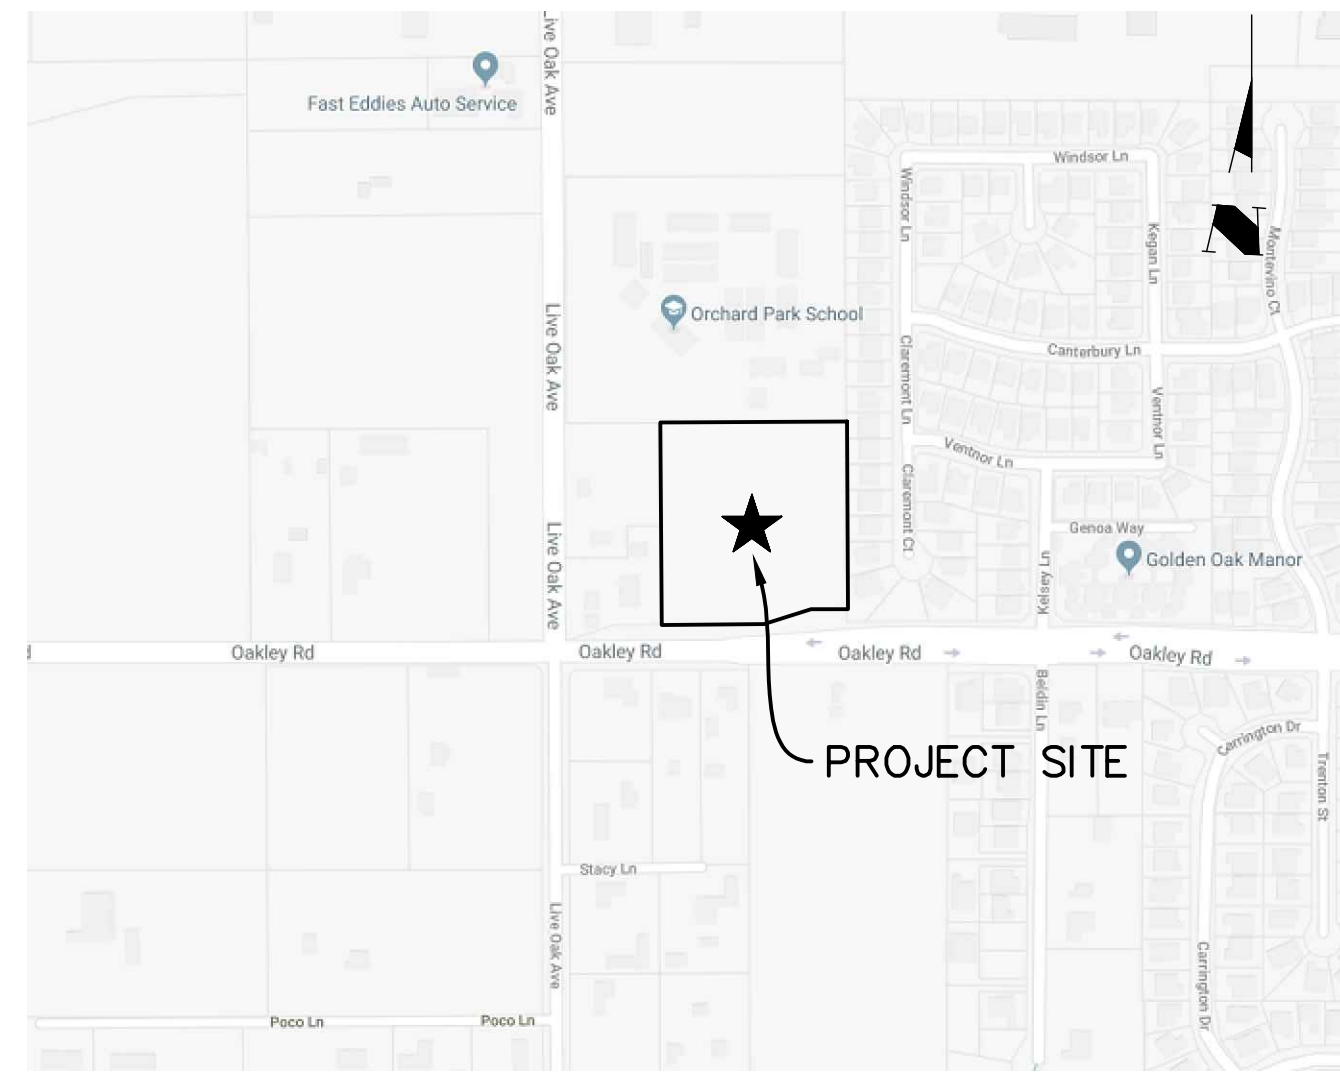 Live Oak Ave
Fast Eddies Auto Service
Windsor Ln
Windsor Ln
Kegan Ln
N
Montevino Ct
Live Oak Ave
Orchard Park School
Claremont Ln
Canterbury Ln
Ventnor Ln
Ventnor Ln
Claremont Ct
Live Oak Ave
Genoa Way
Kelsey Ln
Golden Oak Manor
d
Oakley Rd
Oakley Rd
Oakley Rd
Oakley Rd
Beldin Ln
Carrington Dr
PROJECT SITE
Trenton St
Stacy Ln
Live Oak Ave
Carrington Dr
Poco Ln
Poco Ln